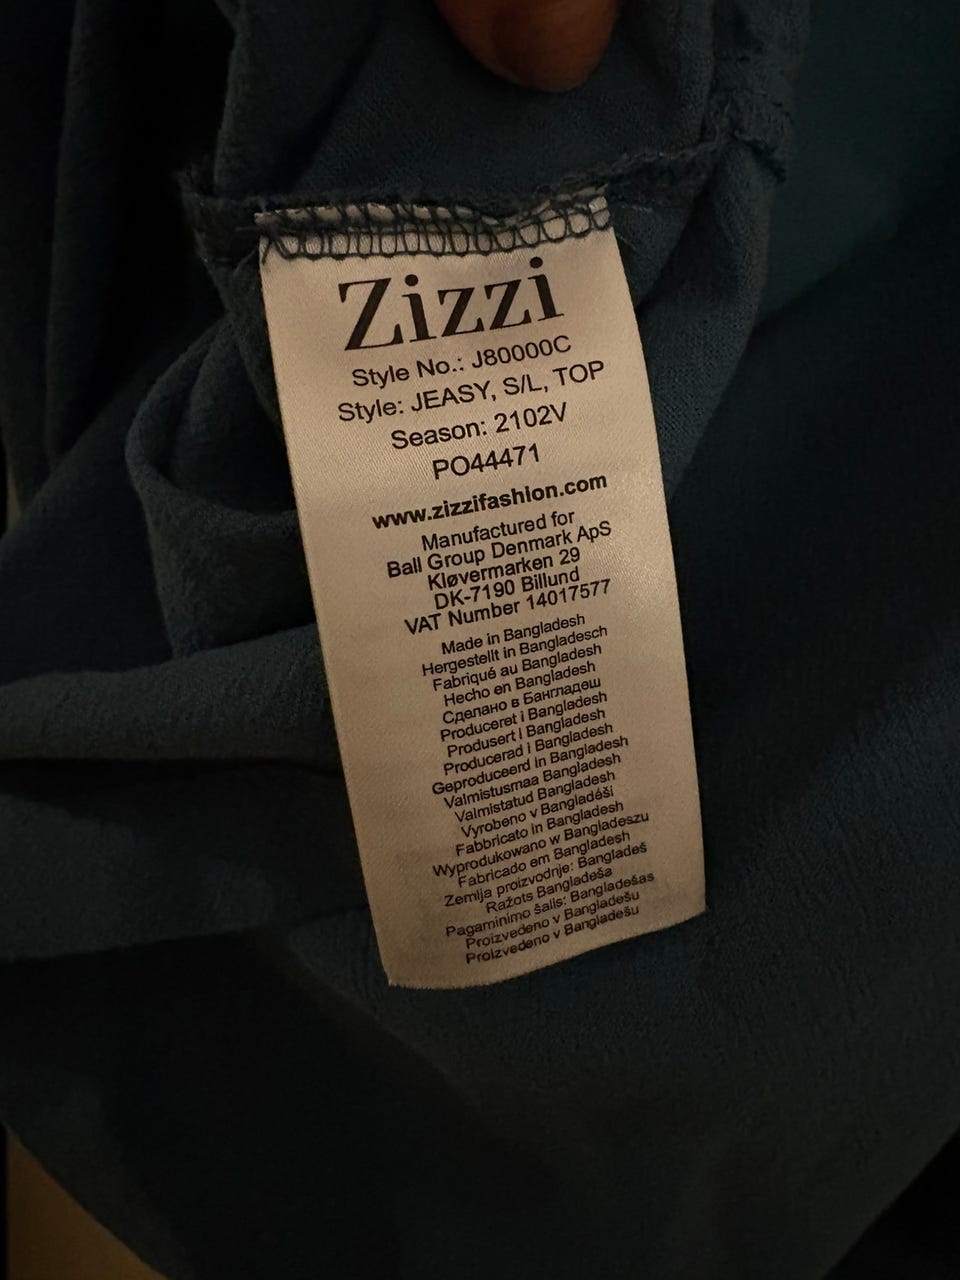 Zizzi
Style No.: J80000C
Style: JEASY, S/L, TOP
Season: 2102V
PO44471
www.zizzifashion.com
Manufactured for
Ball Group Denmark ApS
Kløvermarken 29
DK-7190 Billund
VAT Number 14017577
Made in Bangladesh
Hergestellt in Bangladesch
Fabriqué au Bangladesh
Hecho en Bangladesh
Сделано в Бангладеш
Produceret i Bangladesh
Produsert i Bangladesh
Producerad i Bangladesh
Geproduceerd in Bangladesh
Valmistusmaa Bangladesh
Valmistatud Bangladesh
Vyrobeno v Bangladéši
Fabbricato in Bangladesh
Wyprodukowano w Bangladeszu
Fabricado em Bangladesh
Zemlja proizvodnje: Bangladeš
Ražots Bangladeša
Pagaminimo šalis: Bangladešas
Proizvedeno v Bangladešu
Proizvedeno v Bangladešu